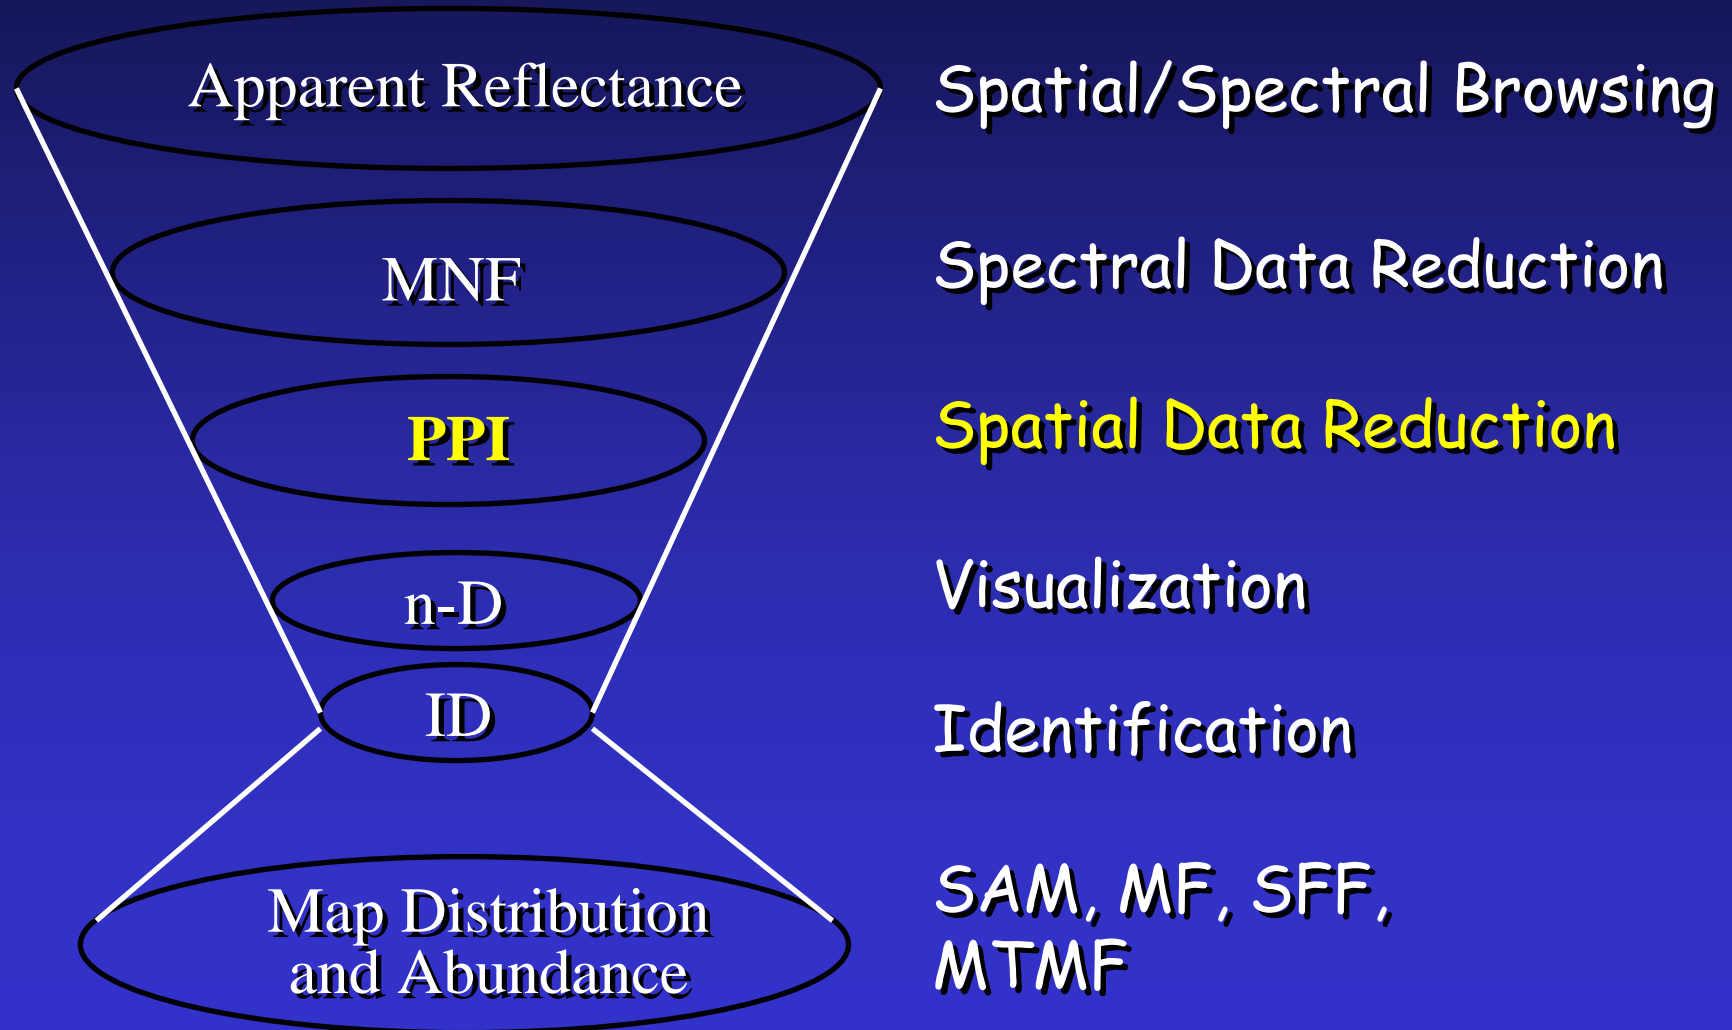 Apparent Reflectance
Spatial/Spectral Browsing
MNF
Spectral Data Reduction
PPI
Spatial Data Reduction
n-D
Visualization
ID
Identification
Map Distribution
and Abundance
SAM, MF, SFF,
MTMF